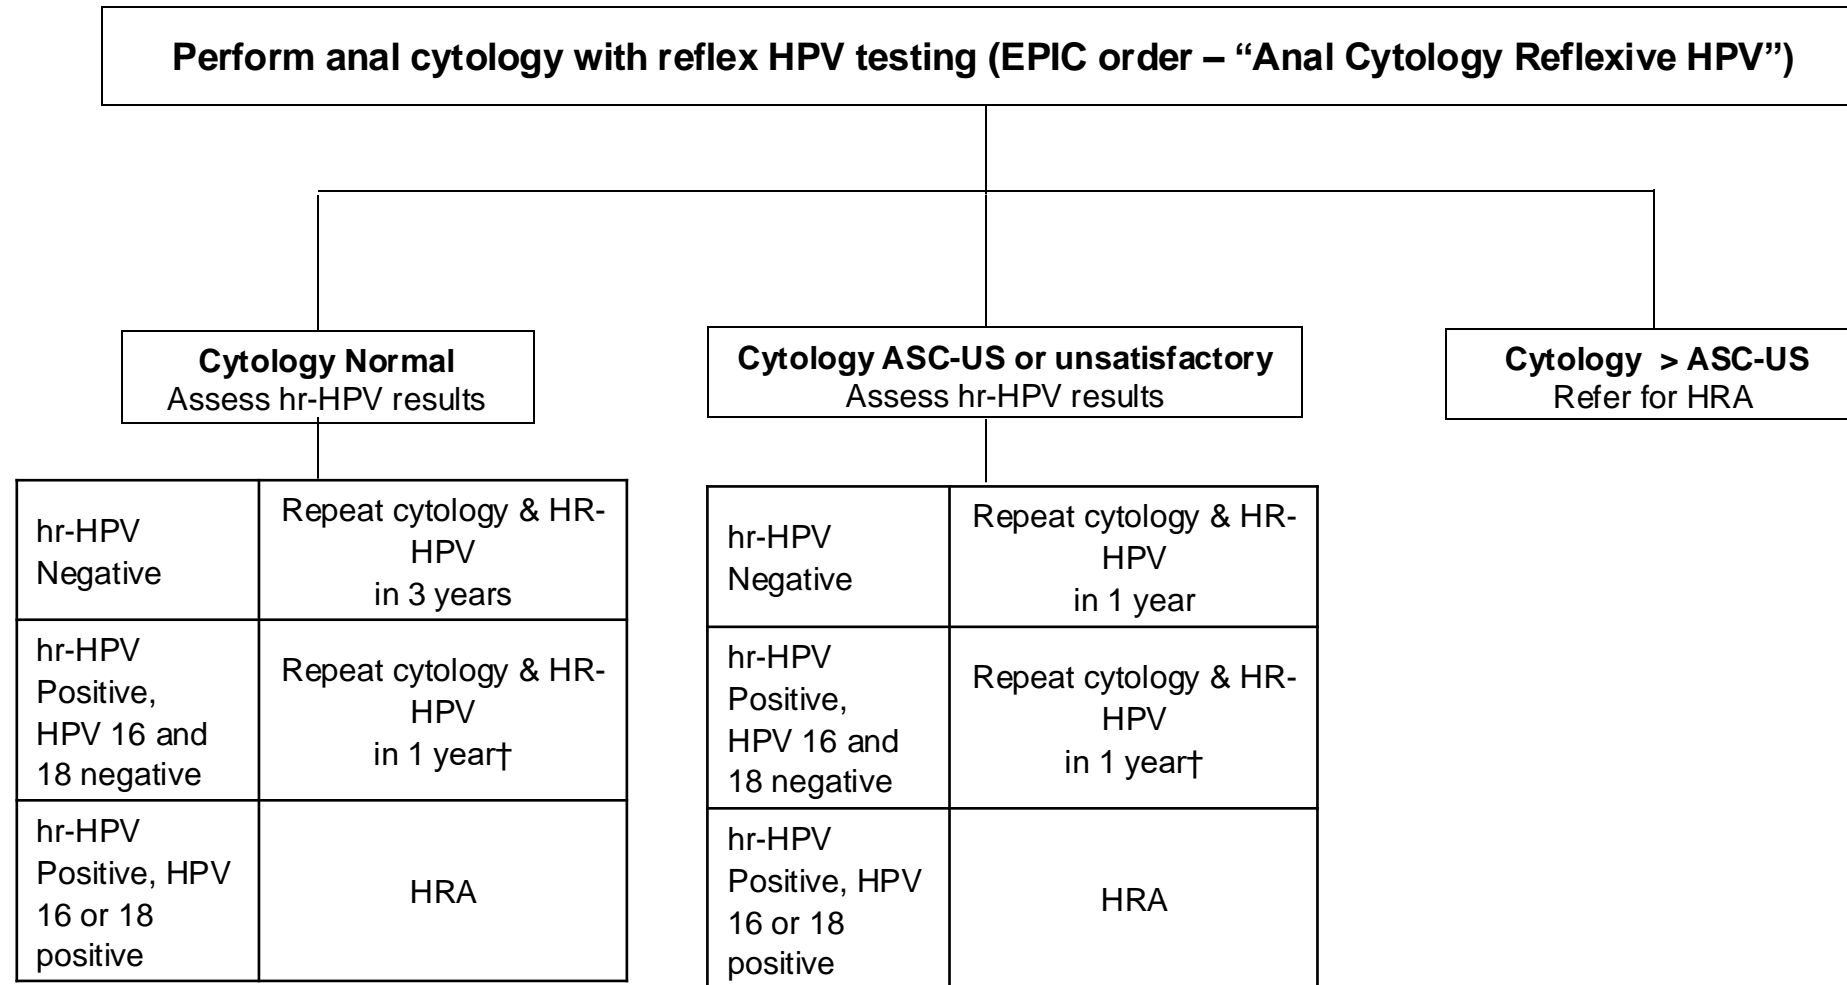 Perform anal cytology with reflex HPV testing (EPIC order – “Anal Cytology Reflexive HPV”)
Cytology Normal
Assess hr-HPV results
hr-HPV
Negative
Repeat cytology & HR-
HPV
in 3 years
hr-HPV
Positive,
HPV 16 and
18 negative
Repeat cytology & HR-
HPV
in 1 year†
hr-HPV
Positive, HPV
16 or 18
positive
HRA
Cytology ASC-US or unsatisfactory
Assess hr-HPV results
hr-HPV
Negative
Repeat cytology & HR-
HPV
in 1 year
hr-HPV
Positive,
HPV 16 and
18 negative
Repeat cytology & HR-
HPV
in 1 year†
hr-HPV
Positive, HPV
16 or 18
positive
HRA
Cytology > ASC-US
Refer for HRA